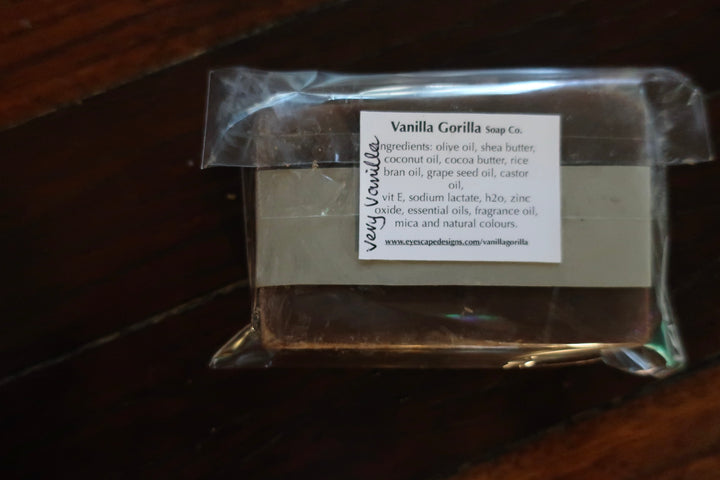 Vanilla Gorilla Soap Co.
ngredients: olive oil, shea butter,
coconut oil, cocoa butter, rice
bran oil, grape seed oil, castor
oil,
vit E, sodium lactate, h2o, zinc
oxide, essential oils, fragrance oil,
mica and natural colours.
www.eyescapedesigns.com/vanillagorilla
very vanilla